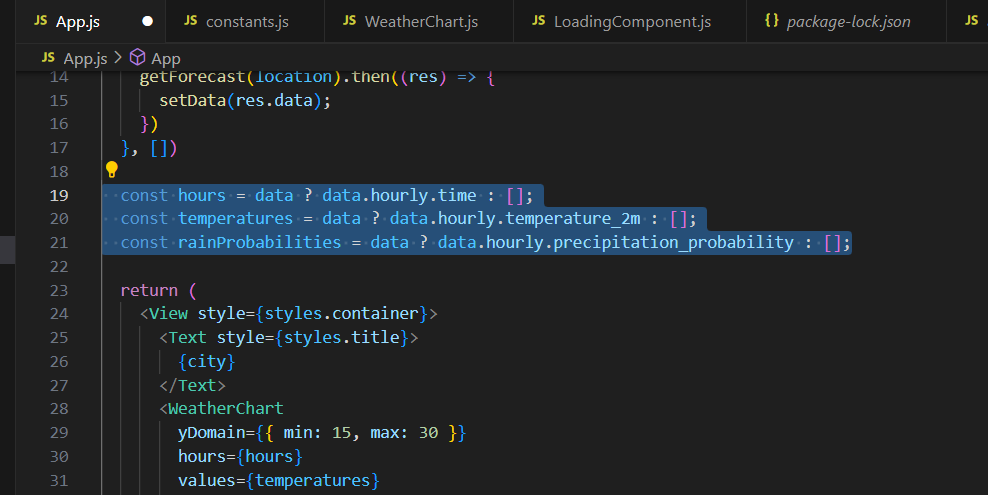 JS App.js JS constants.js JS WeatherChart.js JS LoadingComponent.js {} package-lock.json JS
JS App.js > App
14 getForecast(location).then((res) => {
15 setData(res.data);
16 })
17 }, [])
18
19 const hours = data ? data.hourly.time : [];
20 const temperatures = data ? data.hourly.temperature_2m : [];
21 const rainProbabilities = data ? data.hourly.precipitation_probability : [];
22
23 return (
24 <View style={styles.container}>
25 <Text style={styles.title}>
26 {city}
27 </Text>
28 <WeatherChart
29 yDomain={{ min: 15, max: 30 }}
30 hours={hours}
31 values={temperatures}